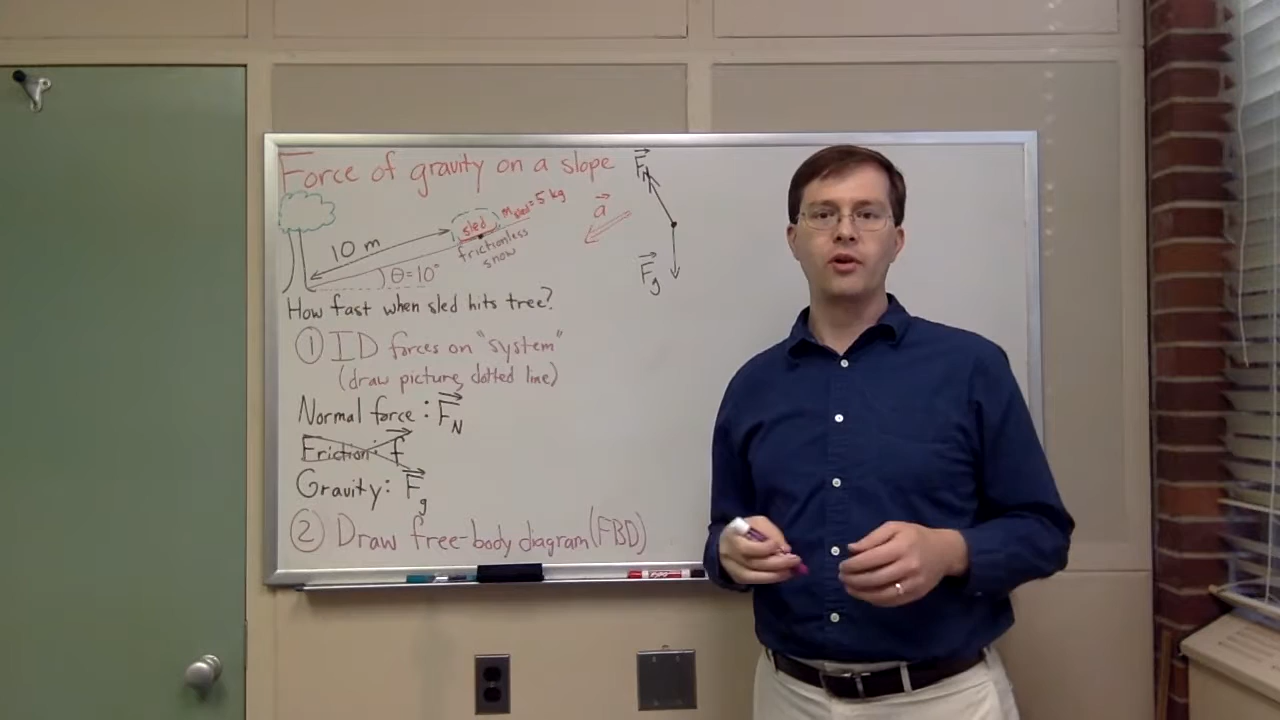 Force of gravity on a slope
sled
m sled = 5 kg
10 m
frictionless
snow
θ = 10°
How fast when sled hits tree?
① ID forces on "system"
(draw picture, dotted line)
Normal force: F⃗N
Friction: f⃗
Gravity: F⃗g
② Draw free-body diagram (FBD)
F⃗N
a⃗
F⃗g